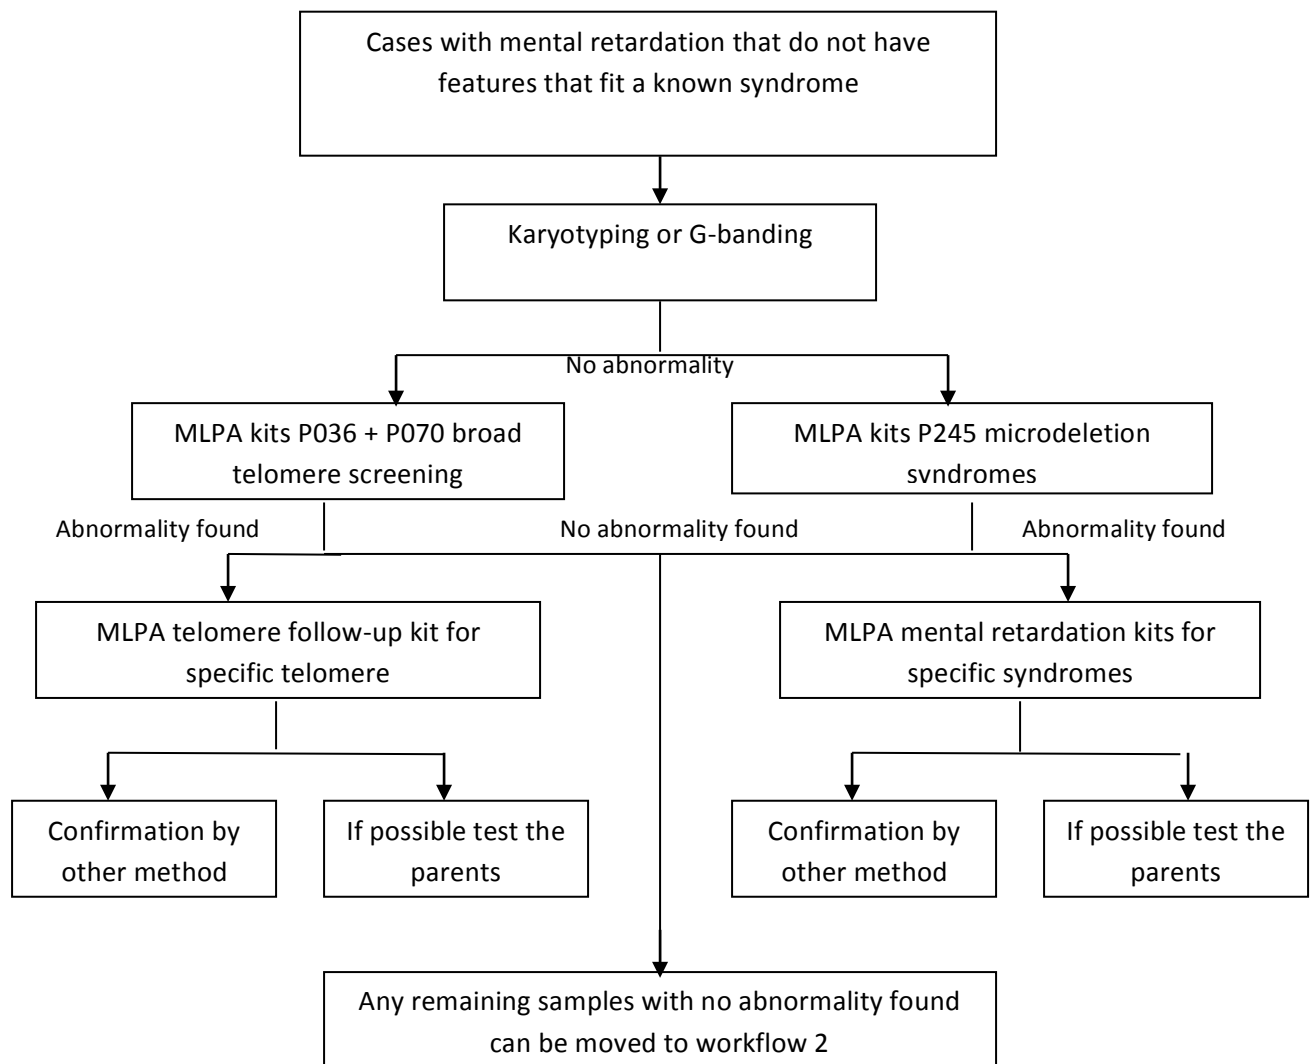 Cases with mental retardation that do not have
features that fit a known syndrome
Karyotyping or G-banding
No abnormality
MLPA kits P036 + P070 broad
telomere screening
MLPA kits P245 microdeletion
svndromes
Abnormality found
No abnormality found
Abnormality found
MLPA telomere follow-up kit for
specific telomere
MLPA mental retardation kits for
specific syndromes
Confirmation by
other method
If possible test the
parents
Confirmation by
other method
If possible test the
parents
Any remaining samples with no abnormality found
can be moved to workflow 2